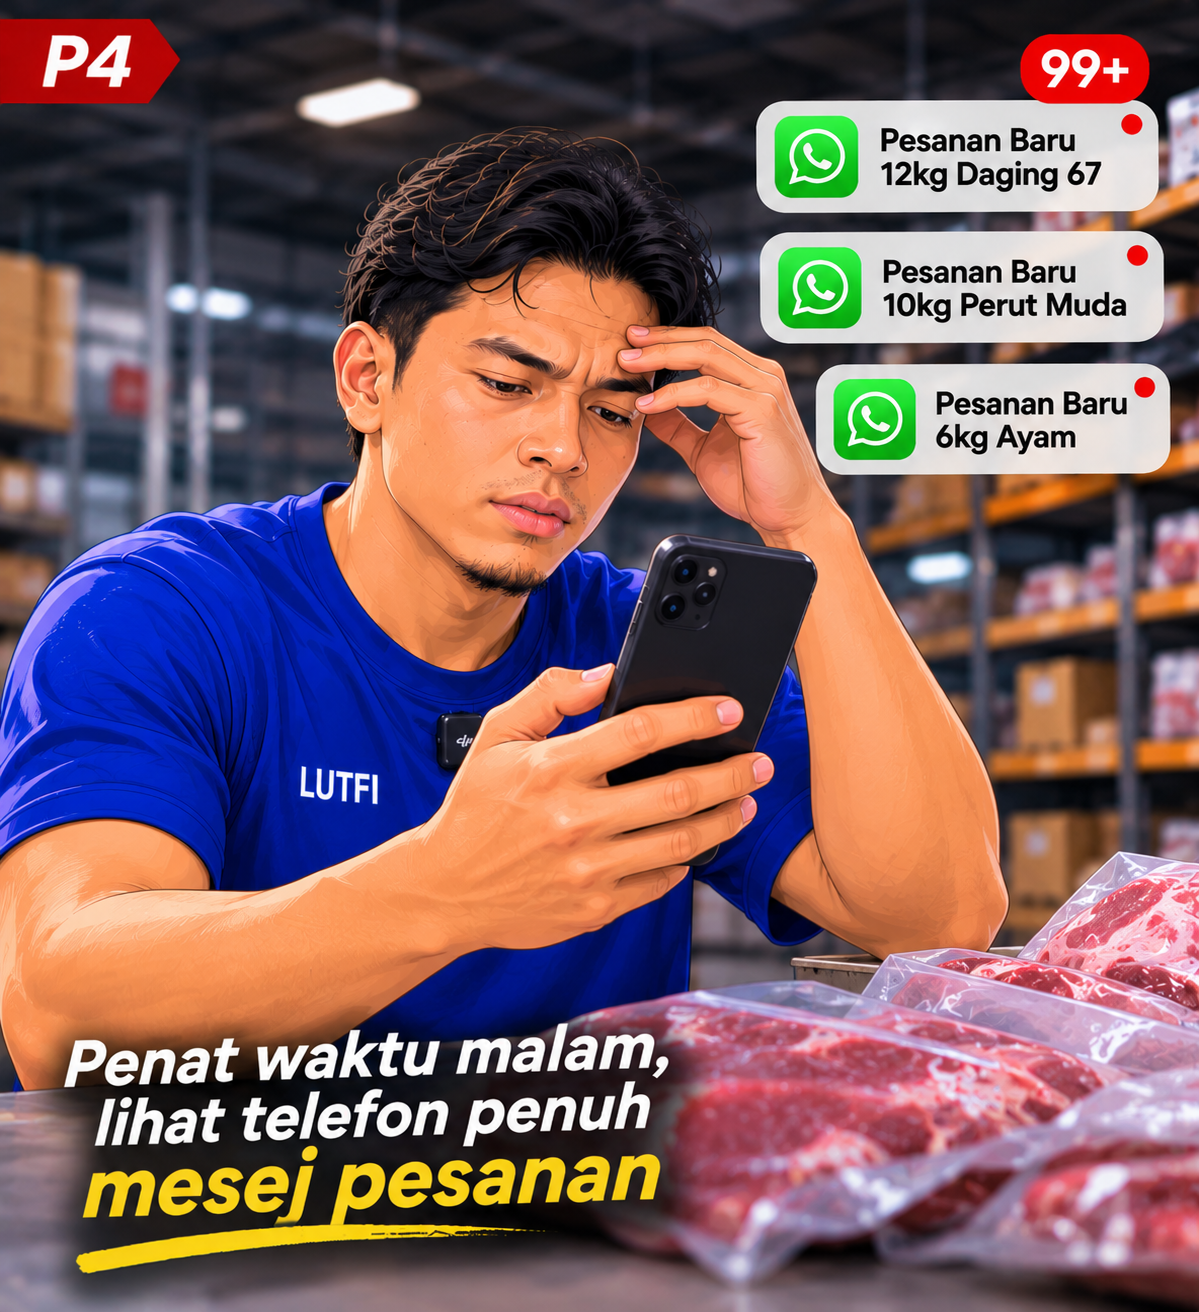 P4
99+
Pesanan Baru
12kg Daging 67
Pesanan Baru
10kg Perut Muda
Pesanan Baru
6kg Ayam
dji
LUTFI
Penat waktu malam,
lihat telefon penuh
mesej pesanan